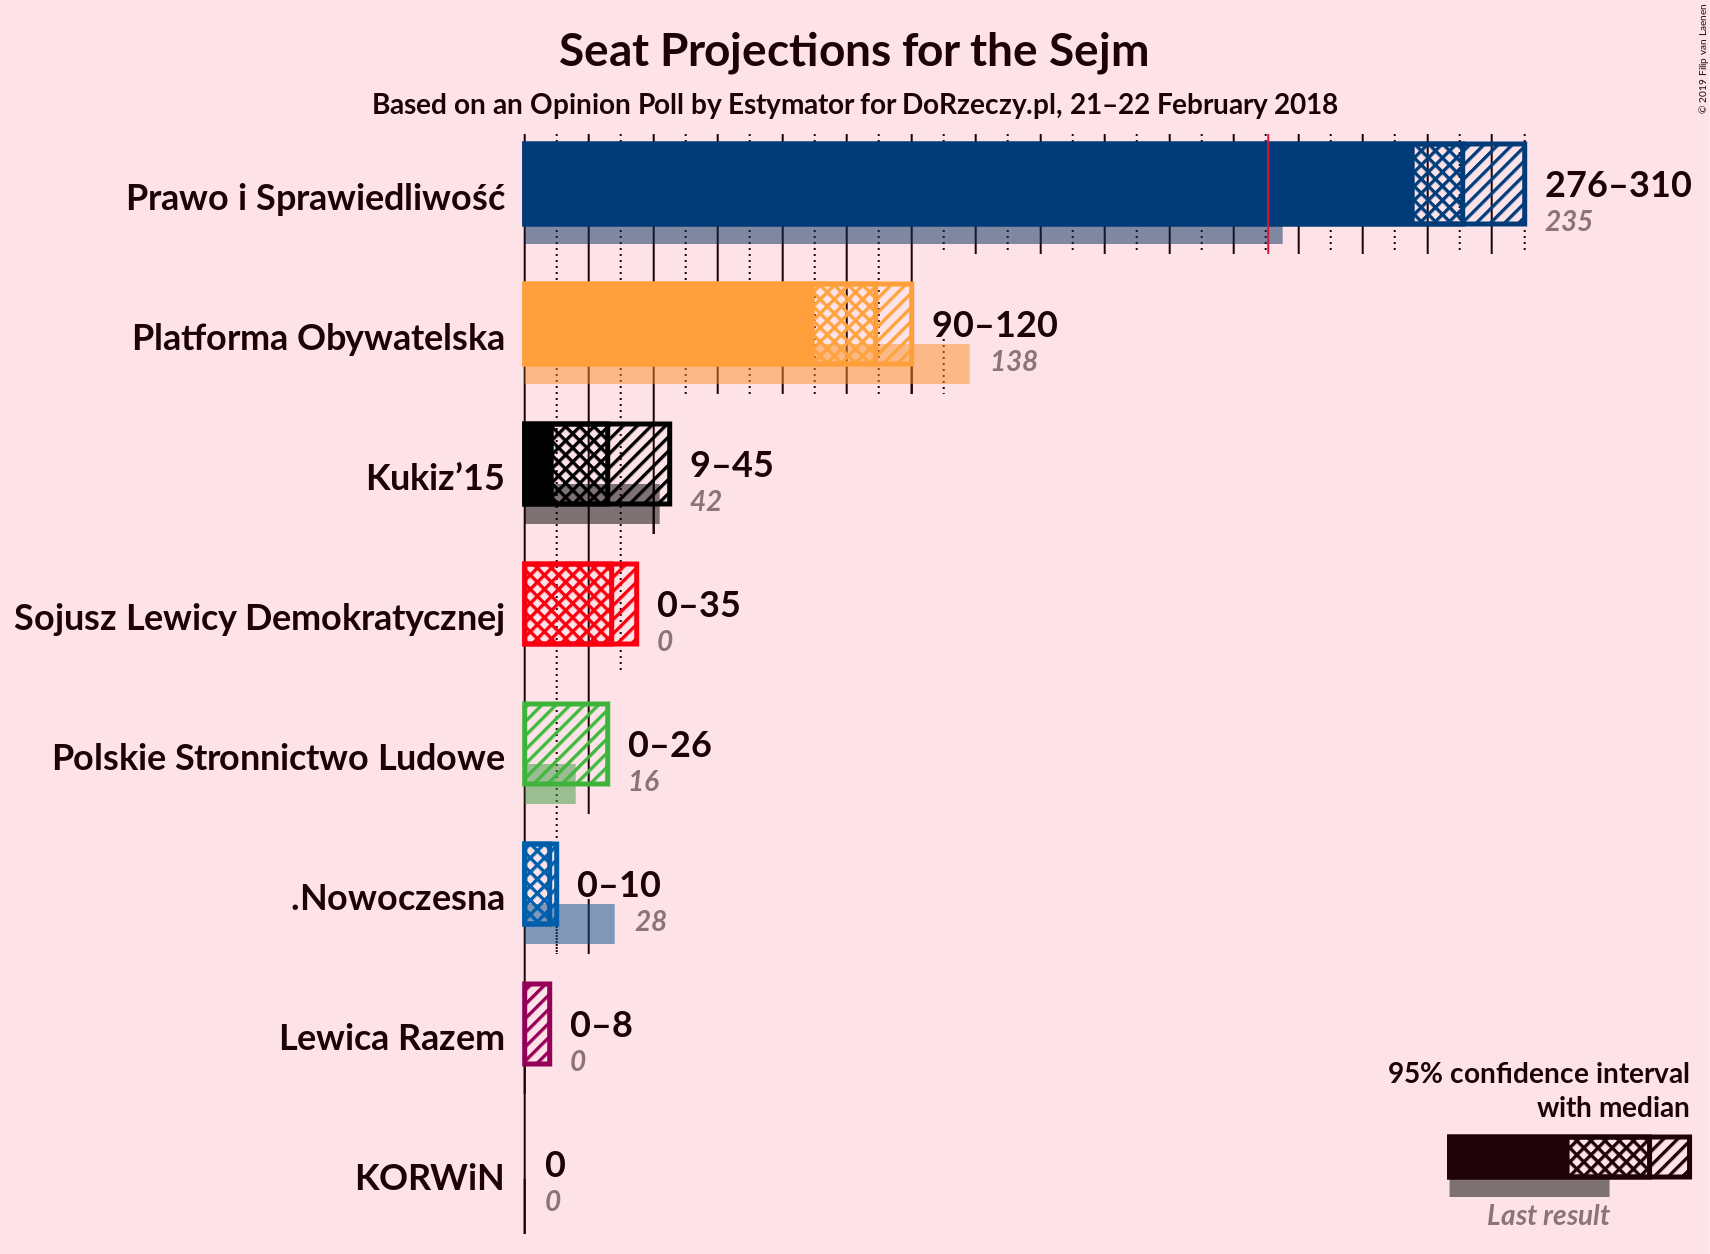 Seat Projections for the Sejm
Based on an Opinion Poll by Estymator for DoRzeczy.pl, 21–22 February 2018
© 2019 Filip van Laenen
Prawo i Sprawiedliwość
276–310
235
Platforma Obywatelska
90–120
138
Kukiz’15
9–45
42
Sojusz Lewicy Demokratycznej
0–35
0
Polskie Stronnictwo Ludowe
0–26
16
.Nowoczesna
0–10
28
Lewica Razem
0–8
0
KORWiN
0
0
95% confidence interval
with median
Last result